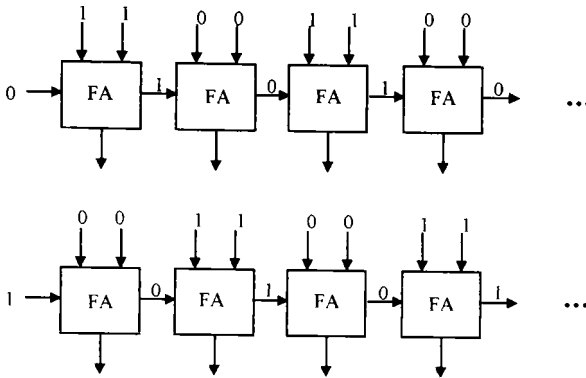 1 1 0 0 1 1 0 0
0 FA 1 FA 0 FA 1 FA 0 ...
0 0 1 1 0 0 1 1
1 FA 0 FA 1 FA 0 FA 1 ...